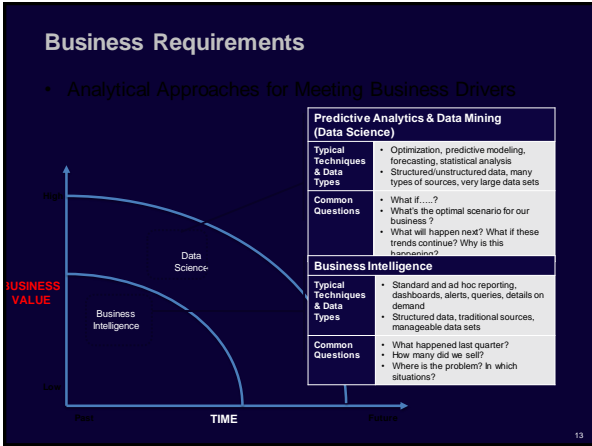 Business Requirements
• Analytical Approaches for Meeting Business Drivers
Predictive Analytics & Data Mining
(Data Science)
Typical
Techniques
& Data
Types
• Optimization, predictive modeling,
forecasting, statistical analysis
• Structured/unstructured data, many
types of sources, very large data sets
Common
Questions
• What if…..?
• What's the optimal scenario for our
business ?
• What will happen next? What if these
trends continue? Why is this
happening?
Business Intelligence
Typical
Techniques
& Data
Types
• Standard and ad hoc reporting,
dashboards, alerts, queries, details on
demand
• Structured data, traditional sources,
manageable data sets
Common
Questions
• What happened last quarter?
• How many did we sell?
• Where is the problem? In which
situations?
High
Data
Science
BUSINESS
VALUE
Business
Intelligence
Low
Past
TIME
Future
13